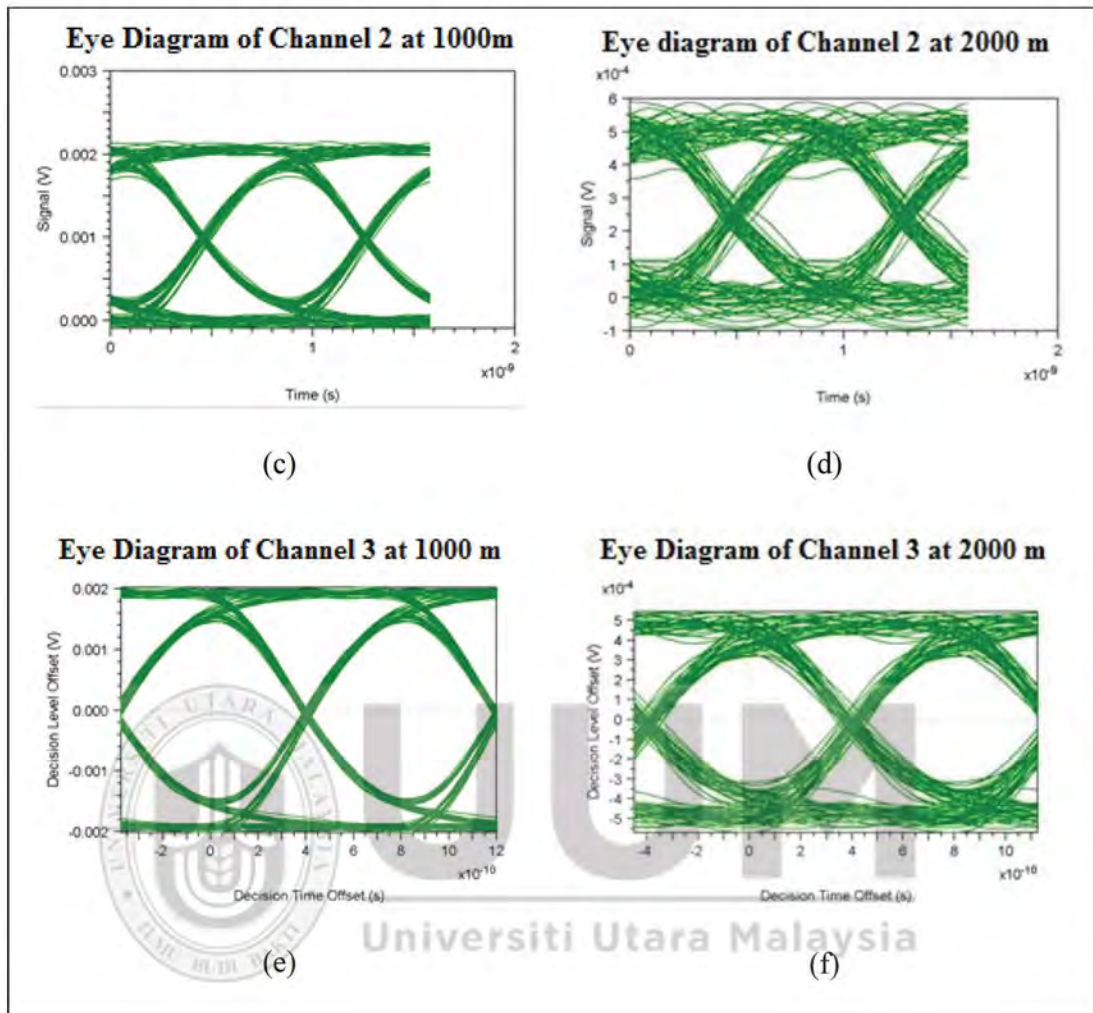 Eye Diagram of Channel 2 at 1000m
0.003
0.002
0.001
0.000
Signal (V)
0
1
2
x10-9
Time (s)
(c)
Eye diagram of Channel 2 at 2000 m
x10-4
6
5
4
3
2
1
0
-1
Signal (V)
0
1
2
x10-9
Time (s)
(d)
Eye Diagram of Channel 3 at 1000 m
0.002
0.001
0.000
-0.001
-0.002
Decision Level Offset (V)
0
4
8
12
x10-10
Decision Time Offset (s)
(e)
Eye Diagram of Channel 3 at 2000 m
x10-4
5
4
3
2
1
0
-1
-2
-3
-4
-5
Decision Level Offset (V)
-4
-2
0
2
4
6
8
10
x10-10
Decision Time Offset (s)
(f)
UUM
Universiti Utara Malaysia
UNIVERSITI UTARA MALAYSIA
ILMU BUDI BAKTI